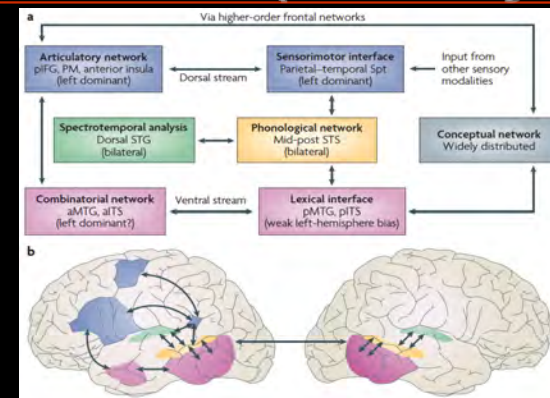 a
Via higher-order frontal networks
Articulatory network
pIFG, PM, anterior insula
(left dominant)
Dorsal stream
Sensorimotor interface
Parietal–temporal Spt
(left dominant)
Input from
other sensory
modalities
Spectrotemporal analysis
Dorsal STG
(bilateral)
Phonological network
Mid-post STS
(bilateral)
Conceptual network
Widely distributed
Combinatorial network
aMTG, aITS
(left dominant?)
Ventral stream
Lexical interface
pMTG, pITS
(weak left-hemisphere bias)
b